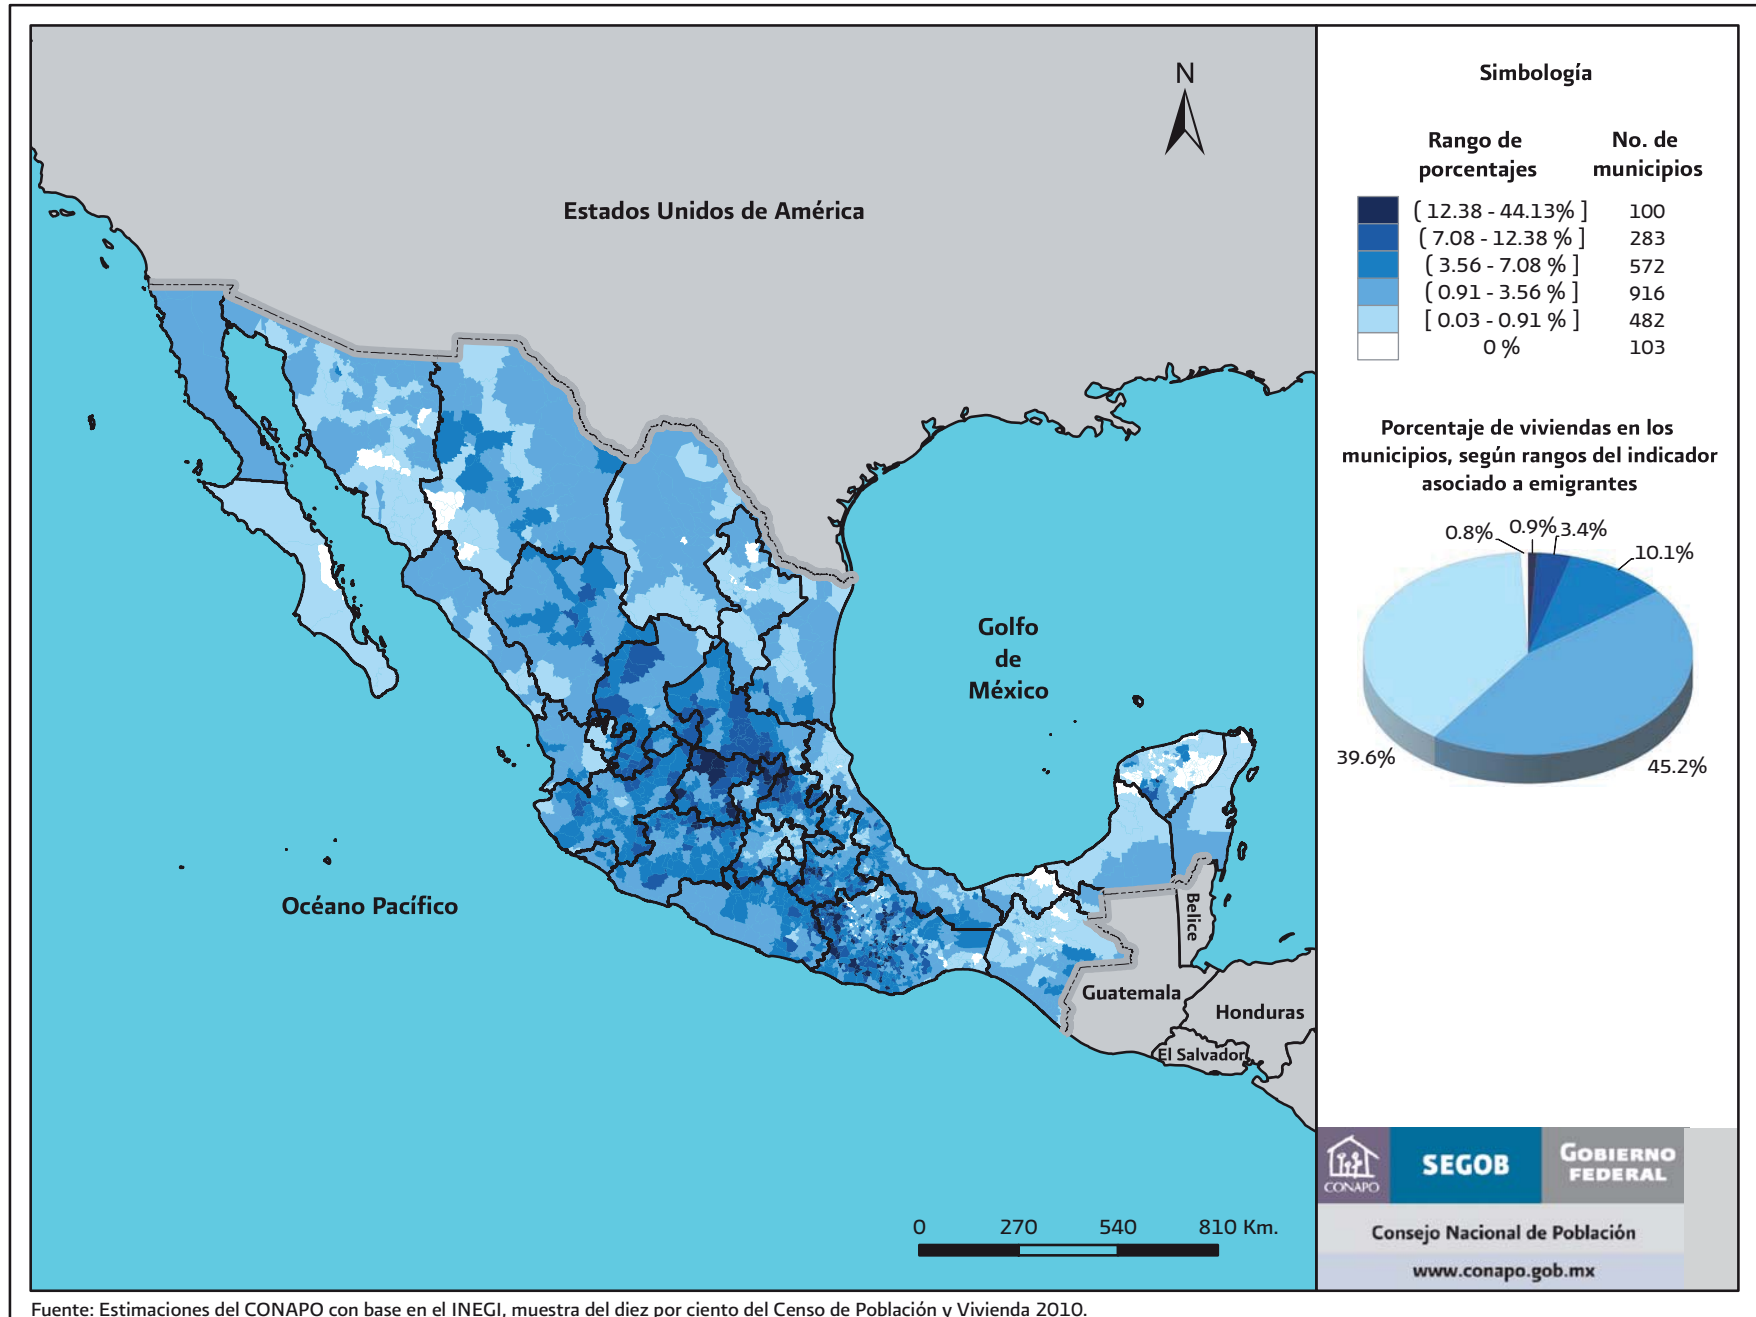 N
Estados Unidos de América
Golfo
de
México
Océano Pacífico
Belice
Guatemala
Honduras
El Salvador
0 270 540 810 Km.
Simbología
Rango de porcentajes No. de municipios
( 12.38 - 44.13% ] 100
( 7.08 - 12.38 % ] 283
( 3.56 - 7.08 % ] 572
( 0.91 - 3.56 % ] 916
[ 0.03 - 0.91 % ] 482
0 % 103
Porcentaje de viviendas en los
municipios, según rangos del indicador
asociado a emigrantes
0.8% 0.9% 3.4%
10.1%
39.6%
45.2%
CONAPO
SEGOB
GOBIERNO
FEDERAL
Consejo Nacional de Población
www.conapo.gob.mx
Fuente: Estimaciones del CONAPO con base en el INEGI, muestra del diez por ciento del Censo de Población y Vivienda 2010.